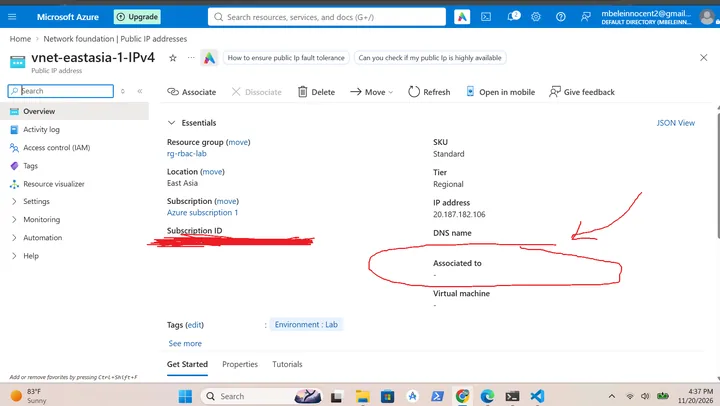 Microsoft Azure
Upgrade
Search resources, services, and docs (G+/)
2
mbeleinnocent2@gmail...
DEFAULT DIRECTORY (MBELEINN...
Home > Network foundation | Public IP addresses >
vnet-eastasia-1-IPv4
Public IP address
How to ensure public Ip fault tolerance
Can you check if my public Ip is highly available
Search
Associate
Dissociate
Delete
Move
Refresh
Open in mobile
Give feedback
Overview
Activity log
Access control (IAM)
Tags
Resource visualizer
Settings
Monitoring
Automation
Help
Essentials
JSON View
Resource group (move)
rg-rbac-lab
Location (move)
East Asia
Subscription (move)
Azure subscription 1
Subscription ID
SKU
Standard
Tier
Regional
IP address
20.187.182.106
DNS name
Associated to
-
Virtual machine
-
Tags (edit) : Environment : Lab
See more
Get Started
Properties
Tutorials
Add or remove favorites by pressing Ctrl+Shift+F
83°F
Sunny
Search
4:37 PM
11/20/2026